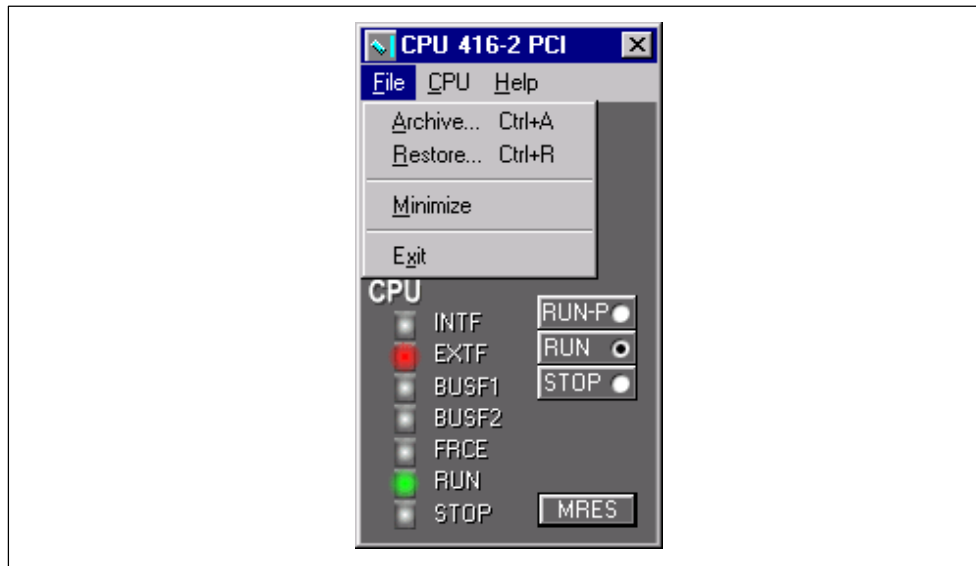 CPU 416-2 PCI
File CPU Help
Archive... Ctrl+A
Restore... Ctrl+R
Minimize
Exit
CPU
INTF
EXTF
BUSF1
BUSF2
FRCE
RUN
STOP
RUN-P
RUN
STOP
MRES